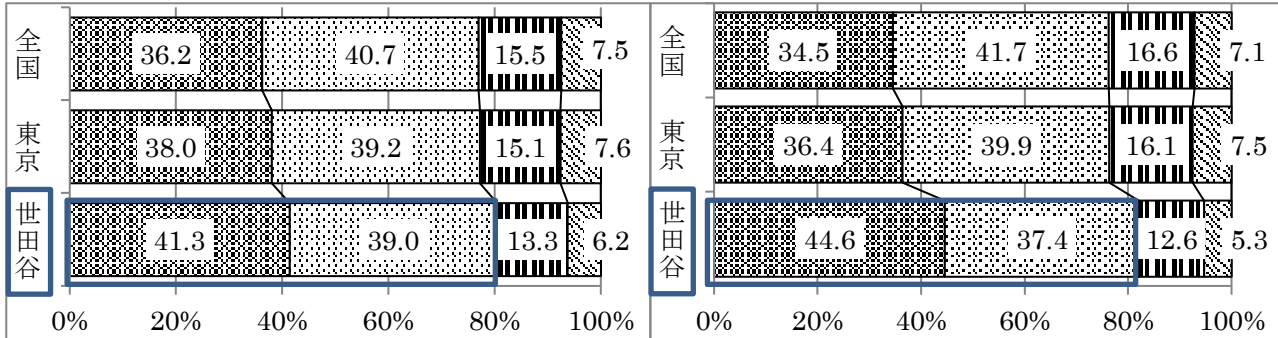 全国 36.2 40.7 15.5 7.5
東京 38.0 39.2 15.1 7.6
世田谷 41.3 39.0 13.3 6.2
0% 20% 40% 60% 80% 100%
全国 34.5 41.7 16.6 7.1
東京 36.4 39.9 16.1 7.5
世田谷 44.6 37.4 12.6 5.3
0% 20% 40% 60% 80% 100%